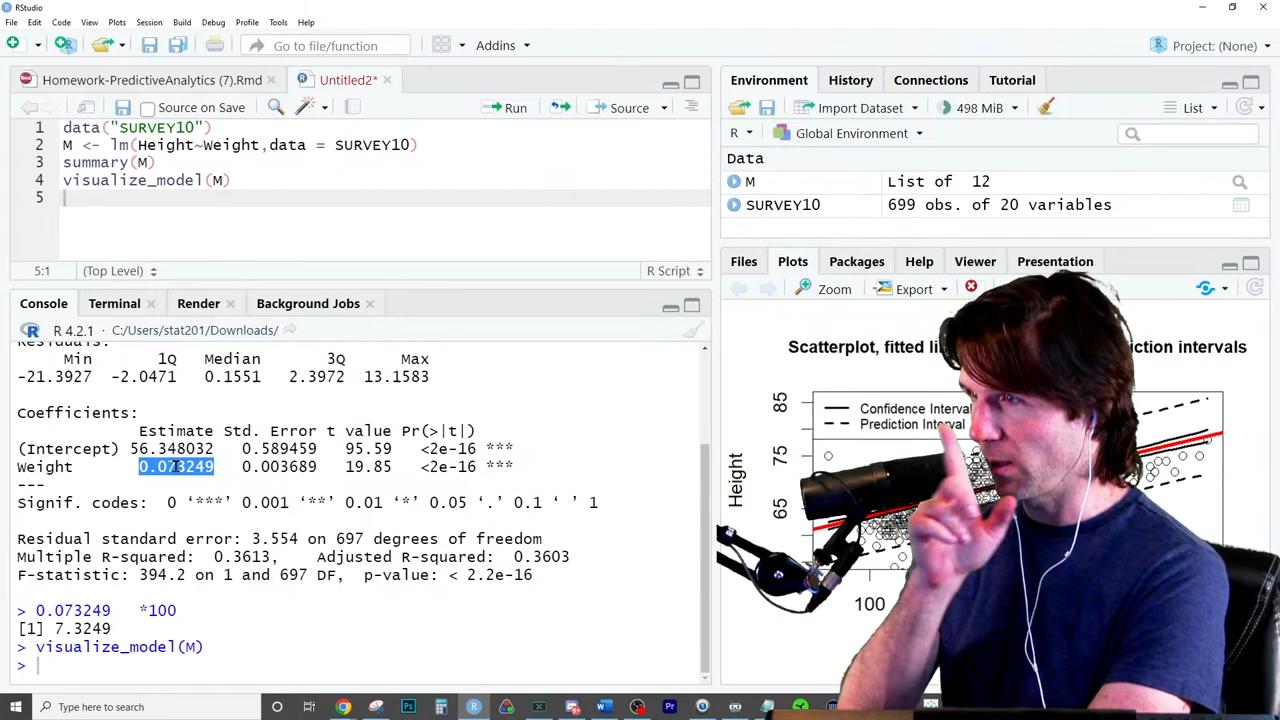 RStudio
File Edit Code View Plots Session Build Debug Profile Tools Help
Go to file/function Addins Project: (None)
Homework-PredictiveAnalytics (7).Rmd Untitled2*
Source on Save Run Source
1 data("SURVEY10")
2 M <- lm(Height~Weight,data = SURVEY10)
3 summary(M)
4 visualize_model(M)
5
5:1 (Top Level) R Script
Console Terminal Render Background Jobs
R 4.2.1 · C:/Users/stat201/Downloads/
Residuals:
Min 1Q Median 3Q Max
-21.3927 -2.0471 0.1551 2.3972 13.1583
Coefficients:
Estimate Std. Error t value Pr(>|t|)
(Intercept) 56.348032 0.589459 95.59 <2e-16 ***
Weight 0.073249 0.003689 19.85 <2e-16 ***
---
Signif. codes: 0 ‘***’ 0.001 ‘**’ 0.01 ‘*’ 0.05 ‘.’ 0.1 ‘ ’ 1
Residual standard error: 3.554 on 697 degrees of freedom
Multiple R-squared: 0.3613, Adjusted R-squared: 0.3603
F-statistic: 394.2 on 1 and 697 DF, p-value: < 2.2e-16
> 0.073249 *100
[1] 7.3249
> visualize_model(M)
>
Environment History Connections Tutorial
Import Dataset 498 MiB List
R Global Environment
Data
M List of 12
SURVEY10 699 obs. of 20 variables
Files Plots Packages Help Viewer Presentation
Zoom Export
Scatterplot, fitted li ction intervals
Confidence Interval
Prediction Interval
Height
85
75
65
100
Type here to search